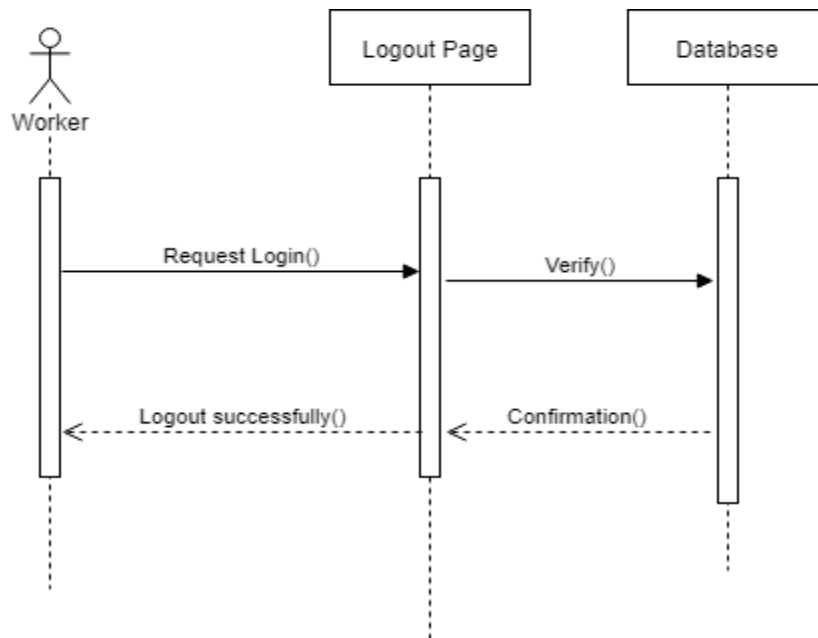 Logout Page
Database
Worker
Request Login()
Verify()
Logout successfully()
Confirmation()